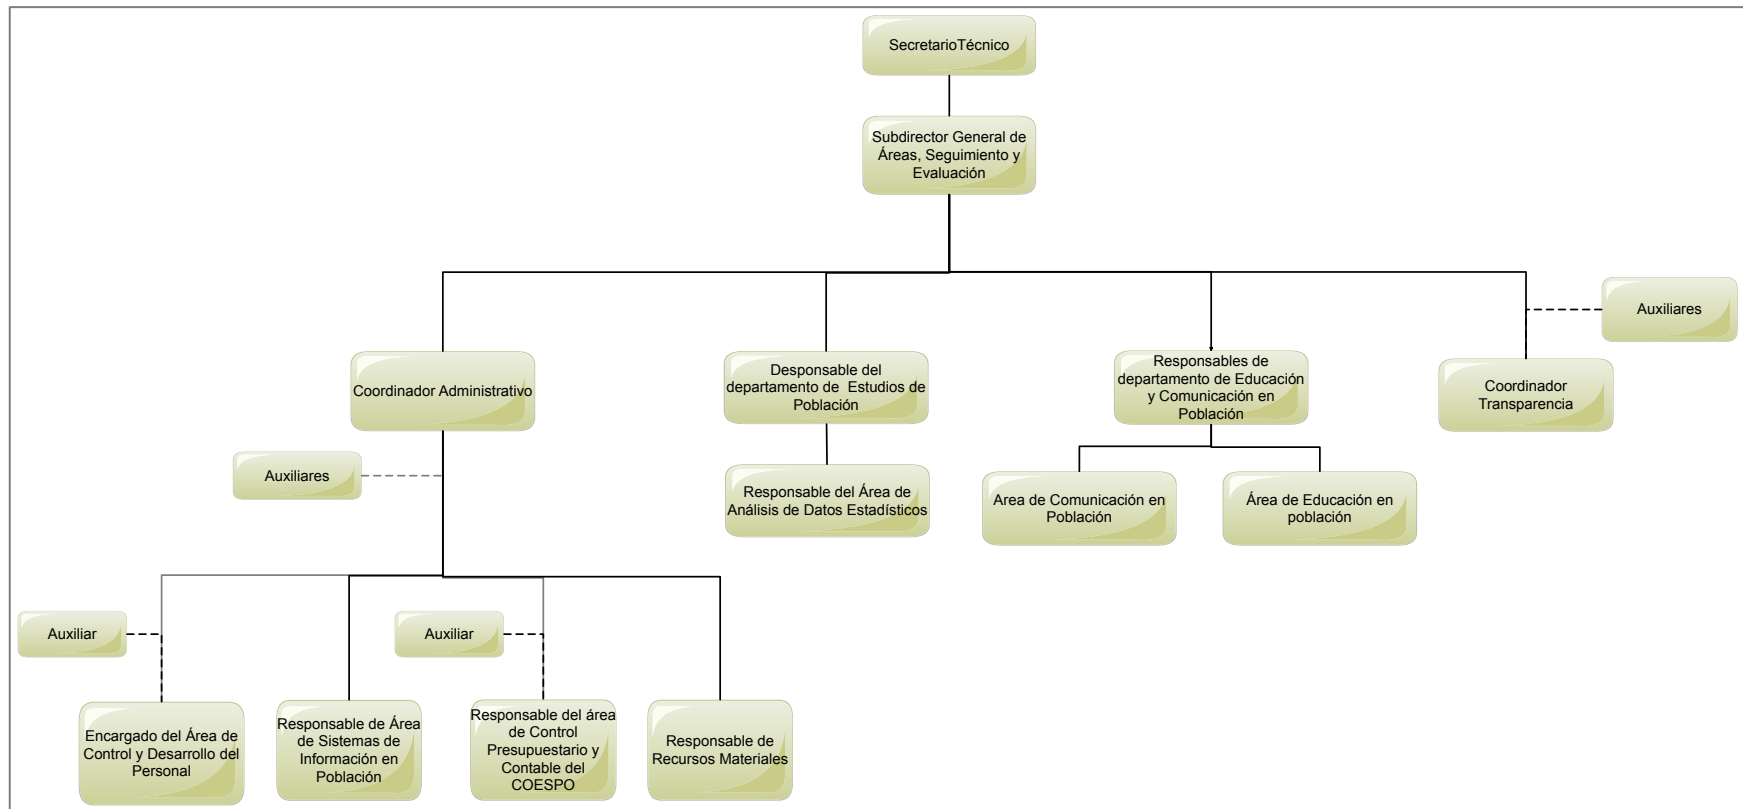 SecretarioTécnico
Subdirector General de
Áreas, Seguimiento y
Evaluación
Auxiliares
Coordinador Administrativo
Desponsable del
departamento de  Estudios de
Población
Responsables de
departamento de Educación
y Comunicación en
Población
Coordinador
Transparencia
Auxiliares
Responsable del Área de
Análisis de Datos Estadísticos
Area de Comunicación en
Población
Área de Educación en
población
Auxiliar
Auxiliar
Encargado del Área de
Control y Desarrollo del
Personal
Responsable de Área
de Sistemas de
Información en
Población
Responsable del área
de Control
Presupuestario y
Contable del
COESPO
Responsable de
Recursos Materiales